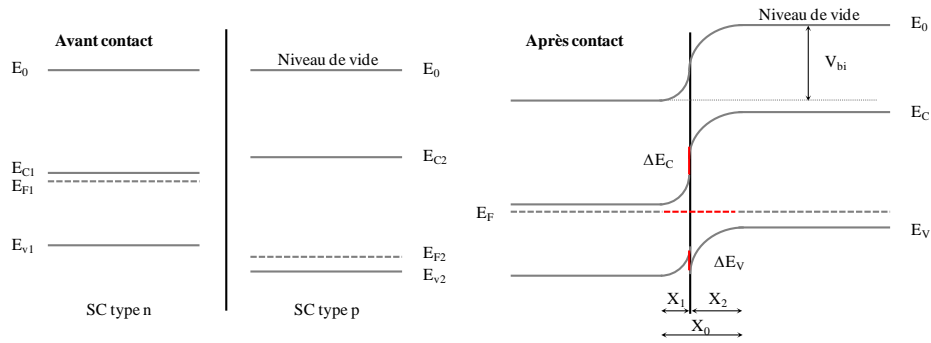 Avant contact
E0
EC1
EF1
Ev1
SC type n
Niveau de vide
E0
EC2
EF2
Ev2
SC type p
Après contact
Niveau de vide
E0
Vbi
EC
ΔEC
EF
EV
ΔEV
X1
X2
X0